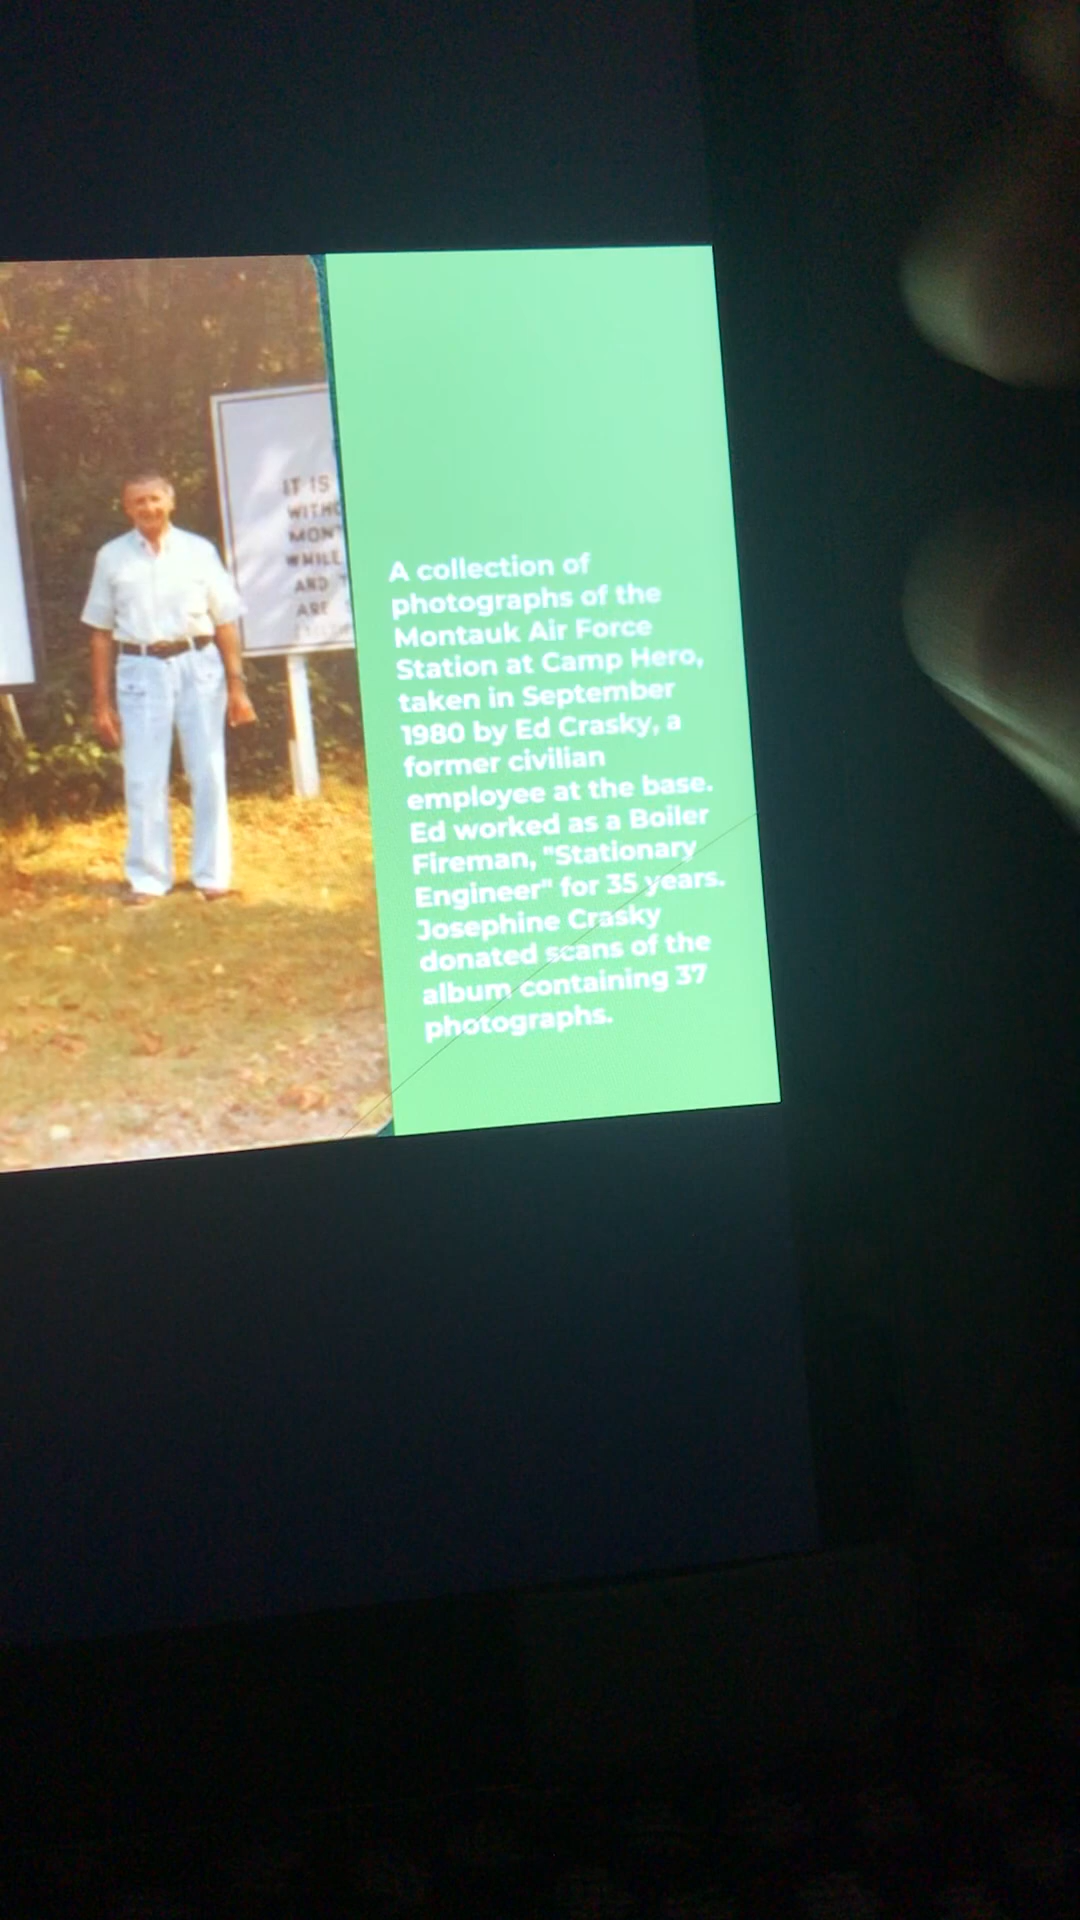 IT IS
WITHO
MON
WHILE
AND T
ARE
A collection of
photographs of the
Montauk Air Force
Station at Camp Hero,
taken in September
1980 by Ed Crasky, a
former civilian
employee at the base.
Ed worked as a Boiler
Fireman, "Stationary
Engineer" for 35 years.
Josephine Crasky
donated scans of the
album containing 37
photographs.